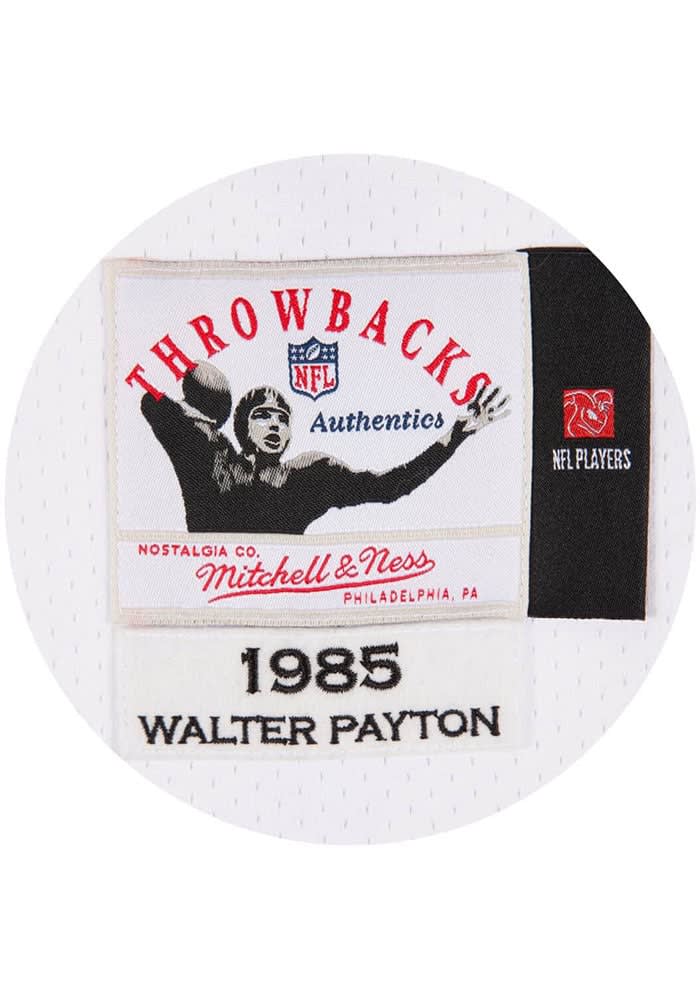 THROWBACKS
NFL
Authentics
NFL PLAYERS
NOSTALGIA CO.
Mitchell & Ness
PHILADELPHIA, PA
1985
WALTER PAYTON